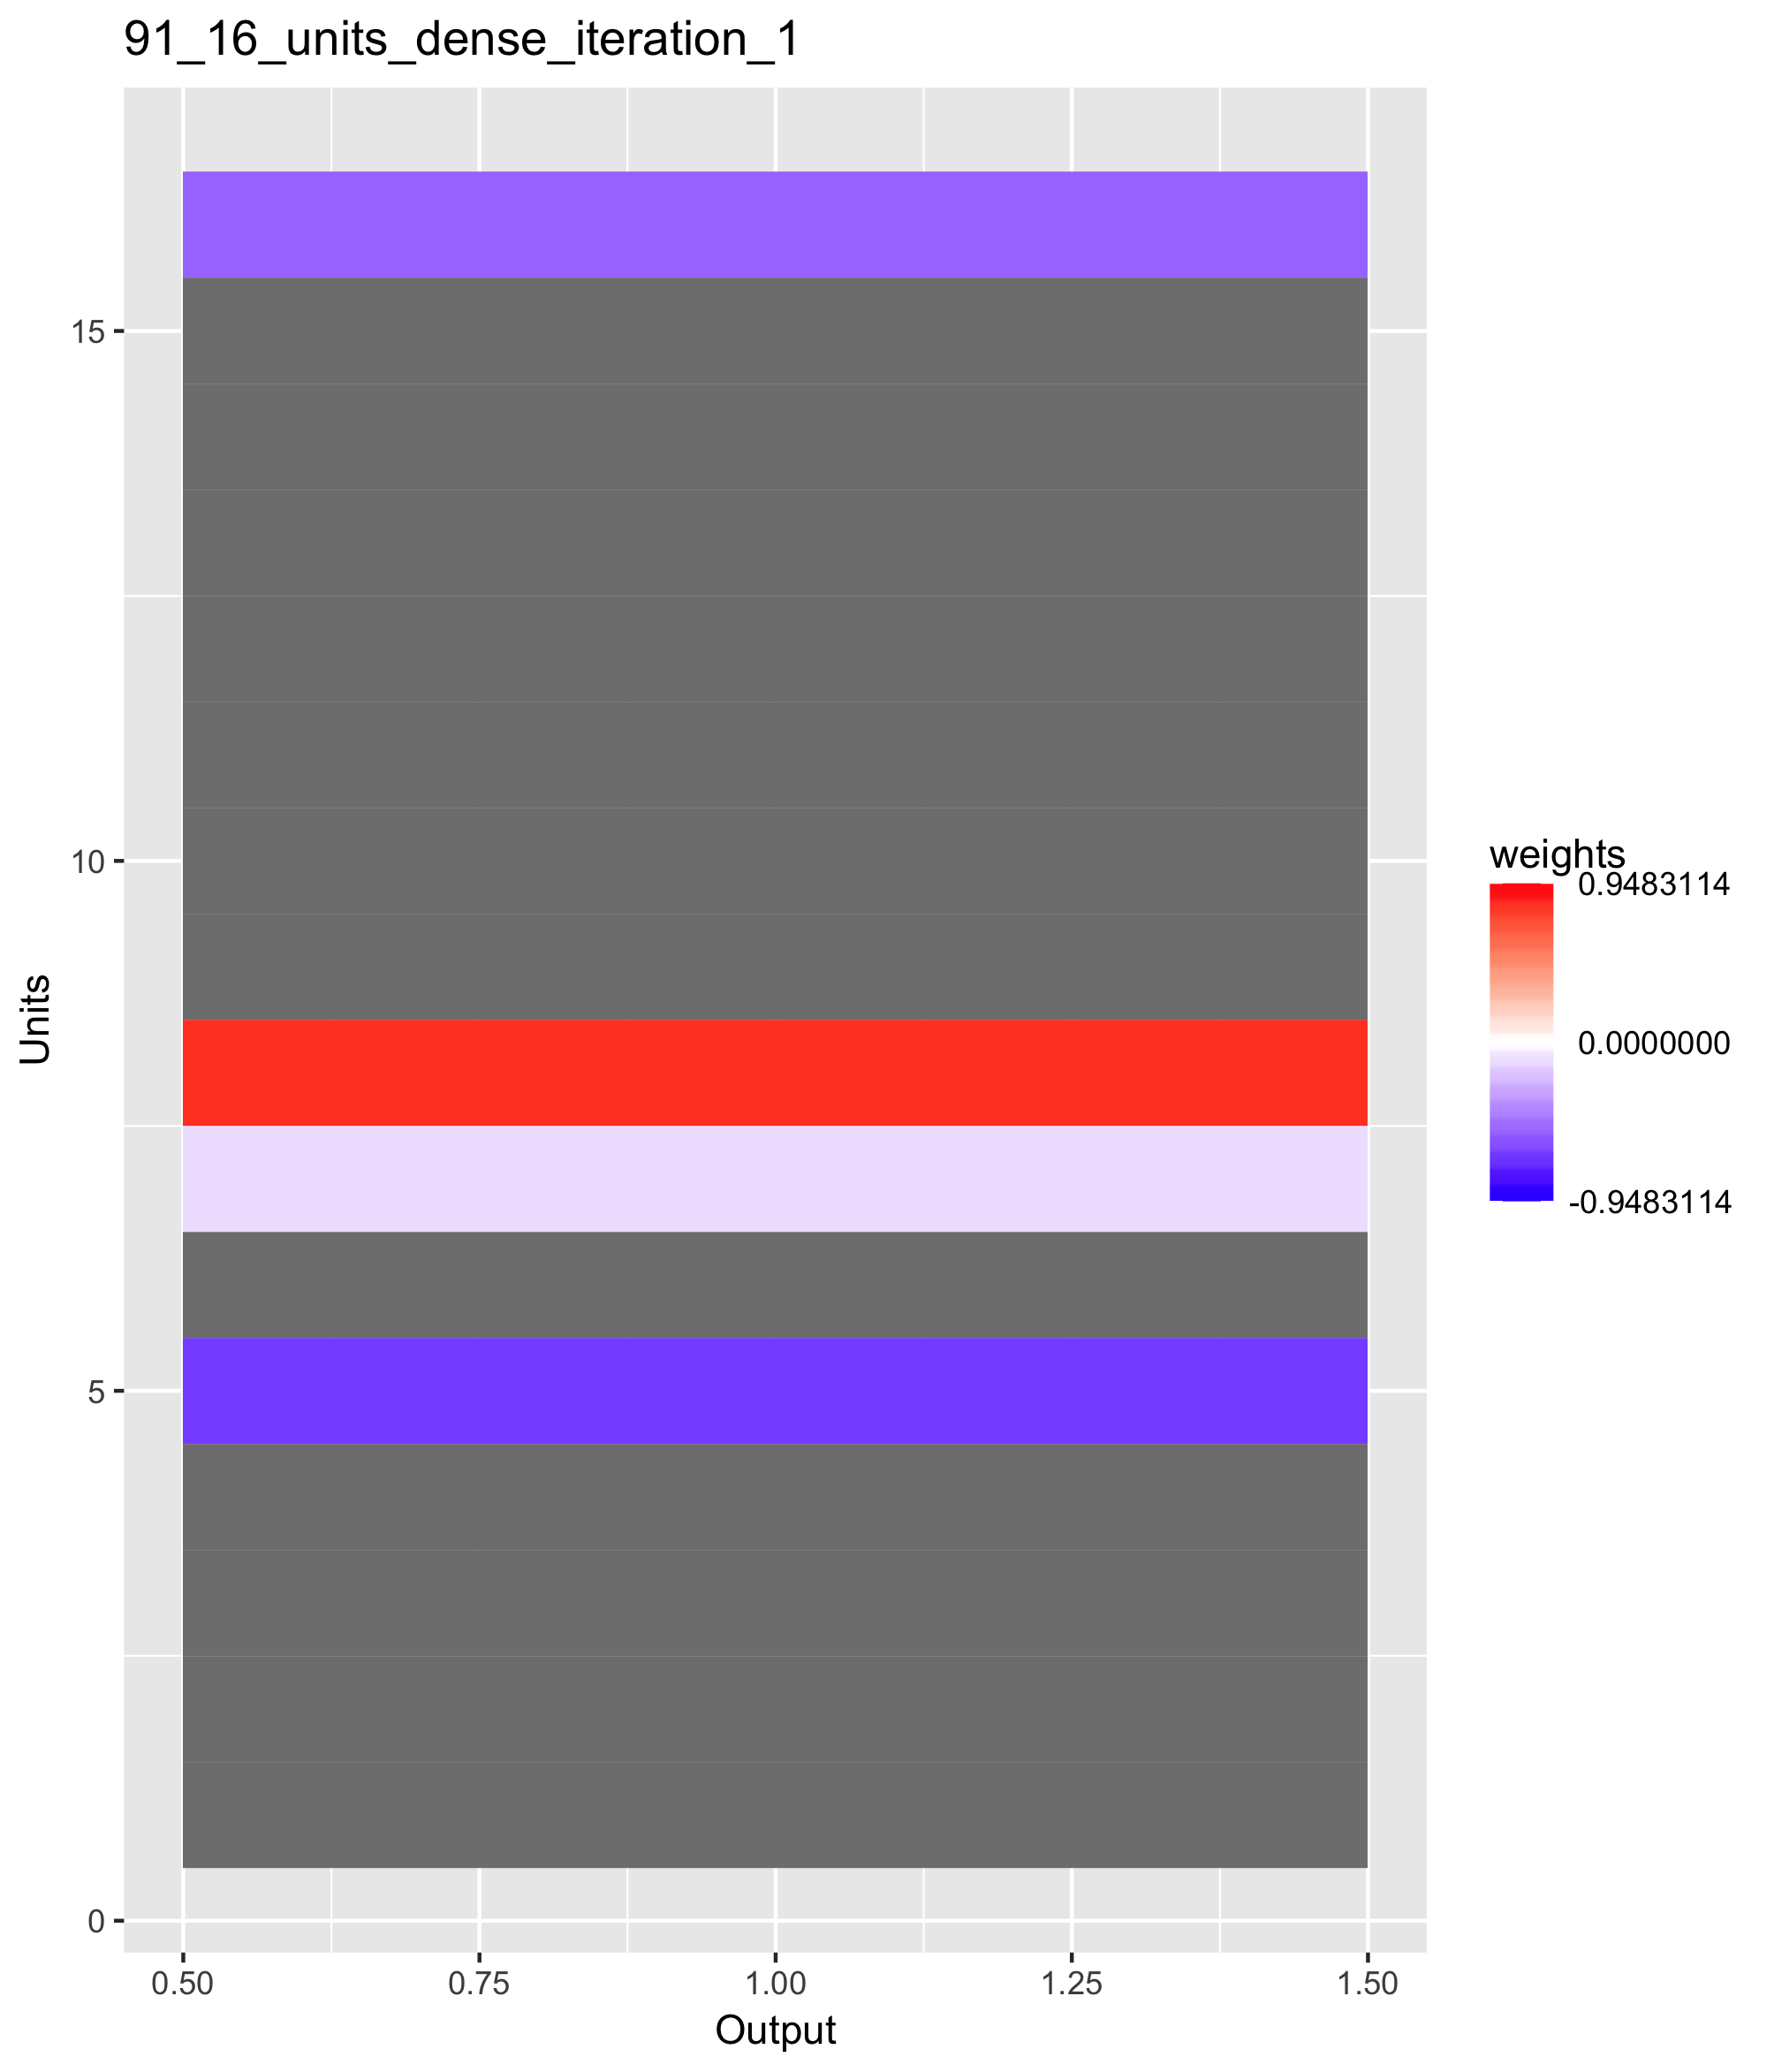 91_16_units_dense_iteration_1
15
10
5
0
Units
0.50 0.75 1.00 1.25 1.50
Output
weights
0.9483114
0.0000000
-0.9483114